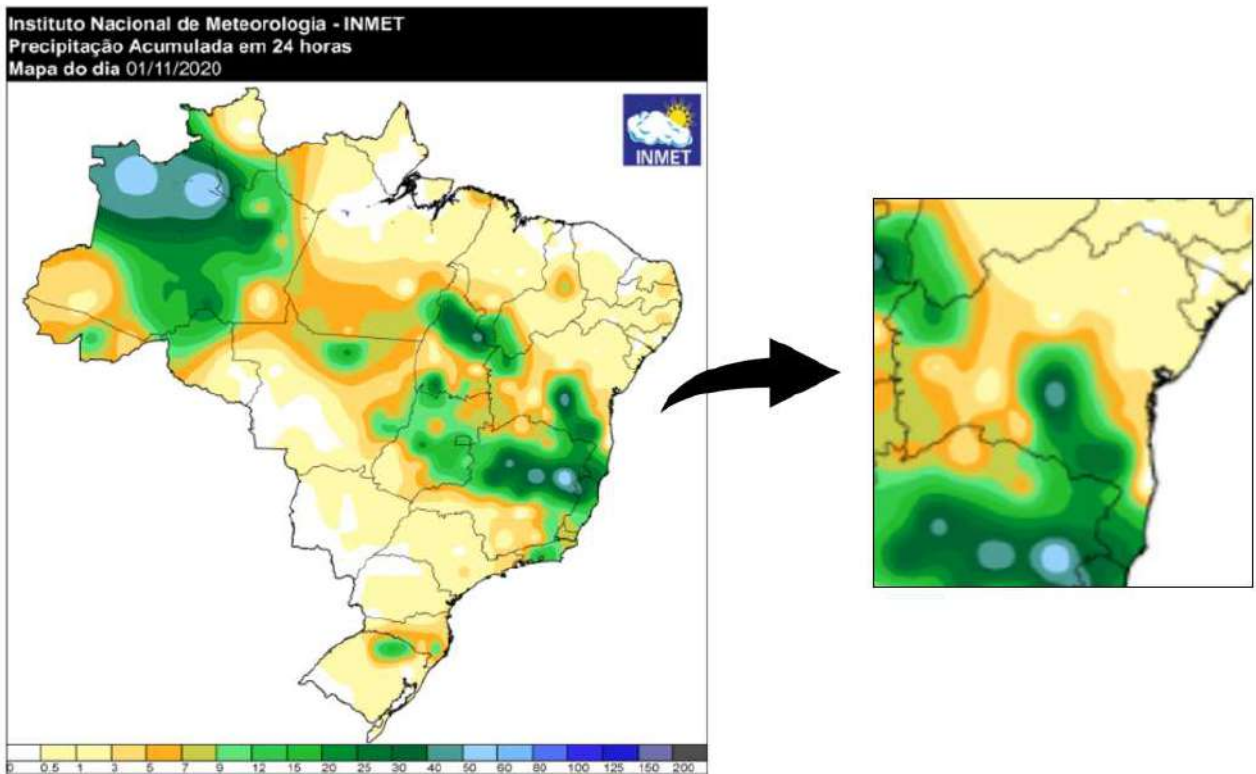 Instituto Nacional de Meteorologia - INMET
Precipitação Acumulada em 24 horas
Mapa do dia 01/11/2020
INMET
0 0.5 1 3 5 7 9 12 15 20 25 30 40 50 60 80 100 125 150 200